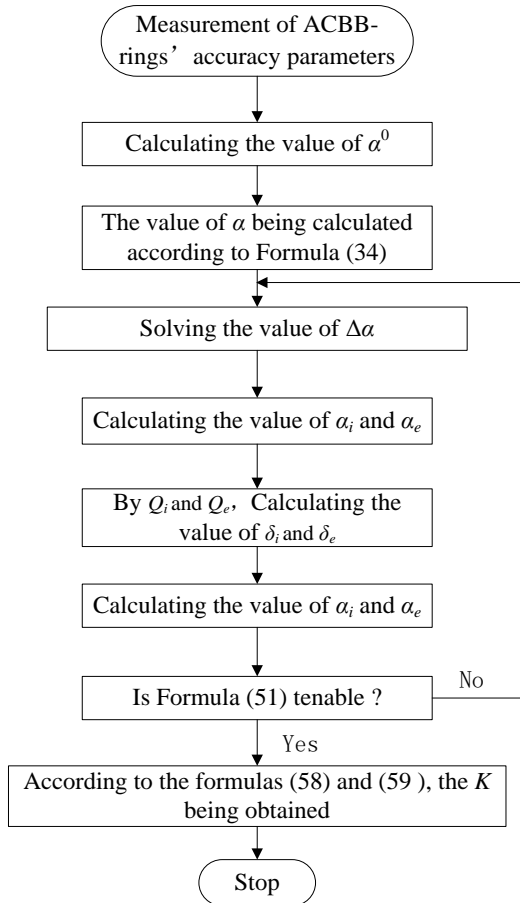 Measurement of ACBB-
rings’ accuracy parameters
Calculating the value of α⁰
The value of α being calculated
according to Formula (34)
Solving the value of Δα
Calculating the value of αᵢ and αₑ
By Qᵢ and Qₑ, Calculating the
value of δᵢ and δₑ
Calculating the value of αᵢ and αₑ
Is Formula (51) tenable ?
No
Yes
According to the formulas (58) and (59 ), the K
being obtained
Stop